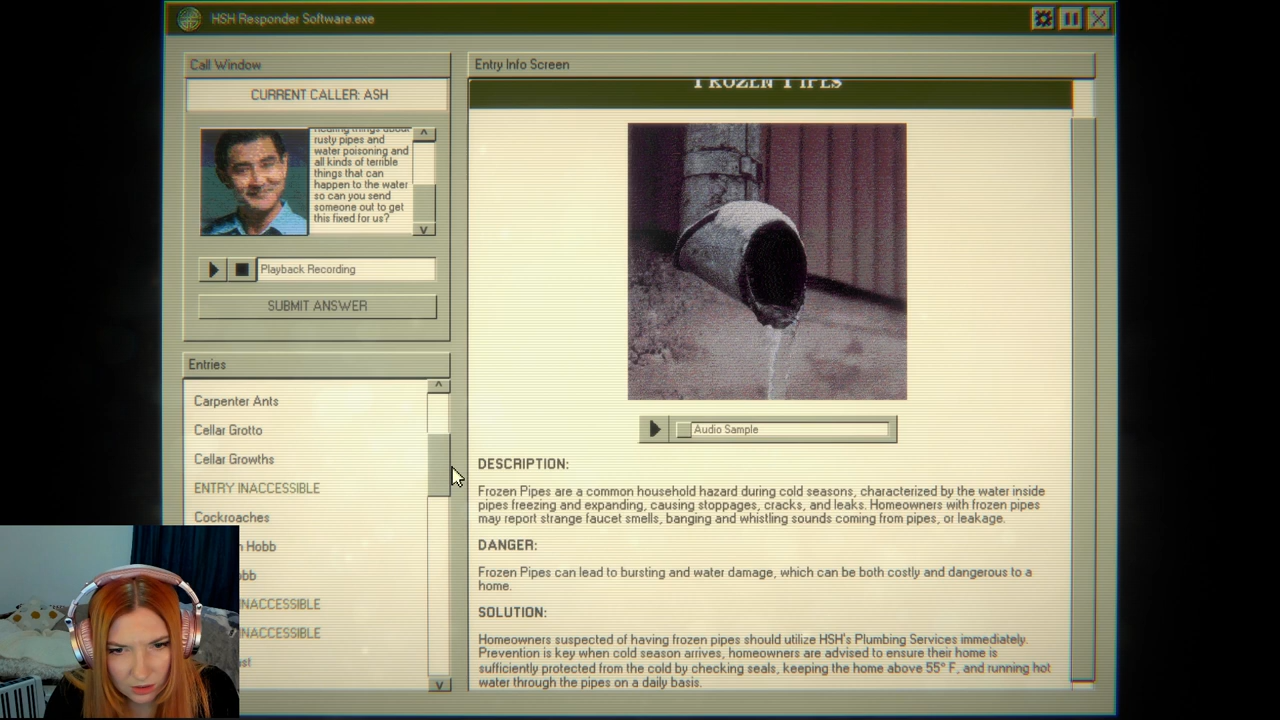 HSH Responder Software.exe
Call Window
CURRENT CALLER: ASH
hearing things about
rusty pipes and
water poisoning and
all kinds of terrible
things that can
happen to the water
so can you send
someone out to get
this fixed for us?
Playback Recording
SUBMIT ANSWER
Entries
Carpenter Ants
Cellar Grotto
Cellar Growths
ENTRY INACCESSIBLE
Cockroaches
Hobb
INACCESSIBLE
INACCESSIBLE
Entry Info Screen
FROZEN PIPES
Audio Sample
DESCRIPTION:
Frozen Pipes are a common household hazard during cold seasons, characterized by the water inside
pipes freezing and expanding, causing stoppages, cracks, and leaks. Homeowners with frozen pipes
may report strange faucet smells, banging and whistling sounds coming from pipes, or leakage.
DANGER:
Frozen Pipes can lead to bursting and water damage, which can be both costly and dangerous to a
home.
SOLUTION:
Homeowners suspected of having frozen pipes should utilize HSH's Plumbing Services immediately.
Prevention is key when cold season arrives, homeowners are advised to ensure their home is
sufficiently protected from the cold by checking seals, keeping the home above 55° F, and running hot
water through the pipes on a daily basis.